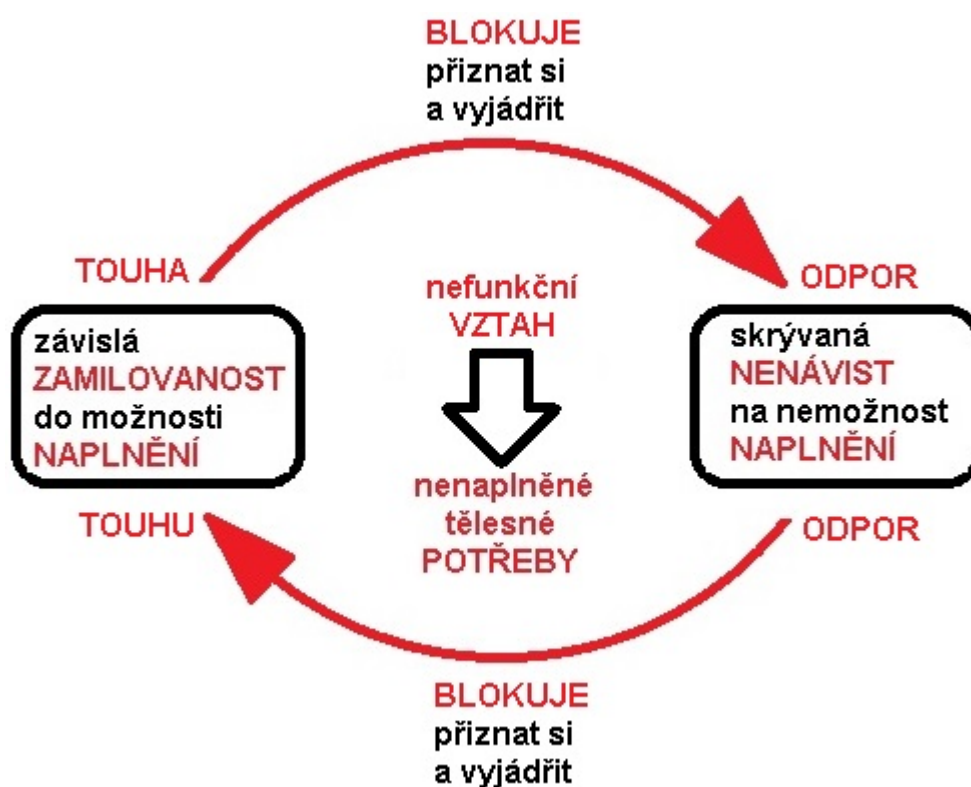 BLOKUJE
přiznat si
a vyjádřit
TOUHA
závislá
ZAMILOVANOST
do možnosti
NAPLNĚNÍ
TOUHU
nefunkční
VZTAH
nenaplněné
tělesné
POTŘEBY
ODPOR
skrývaná
NENÁVIST
na nemožnost
NAPLNĚNÍ
ODPOR
BLOKUJE
přiznat si
a vyjádřit